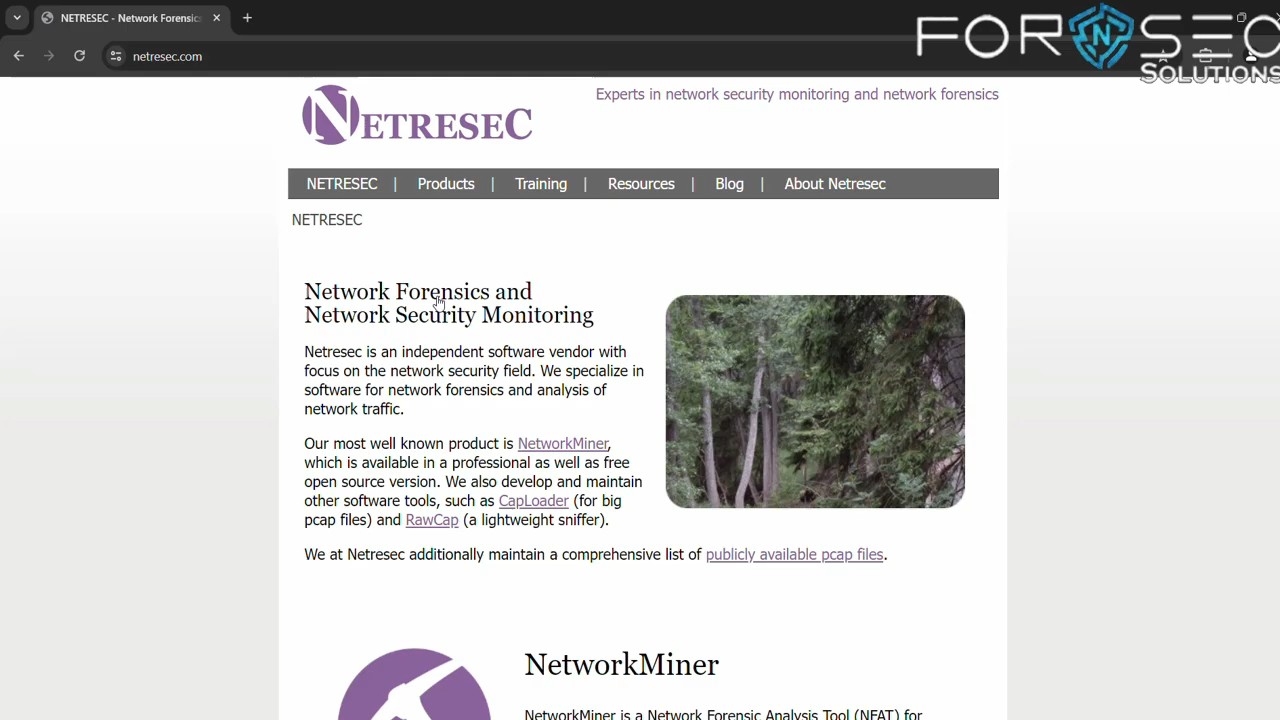 NETRESEC - Network Forensics
FORNSEC
SOLUTIONS
netresec.com
NETRESEC
Experts in network security monitoring and network forensics
NETRESEC | Products | Training | Resources | Blog | About Netresec
NETRESEC
Network Forensics and
Network Security Monitoring
Netresec is an independent software vendor with
focus on the network security field. We specialize in
software for network forensics and analysis of
network traffic.
Our most well known product is NetworkMiner,
which is available in a professional as well as free
open source version. We also develop and maintain
other software tools, such as CapLoader (for big
pcap files) and RawCap (a lightweight sniffer).
We at Netresec additionally maintain a comprehensive list of publicly available pcap files.
NetworkMiner
NetworkMiner is a Network Forensic Analysis Tool (NFAT) for